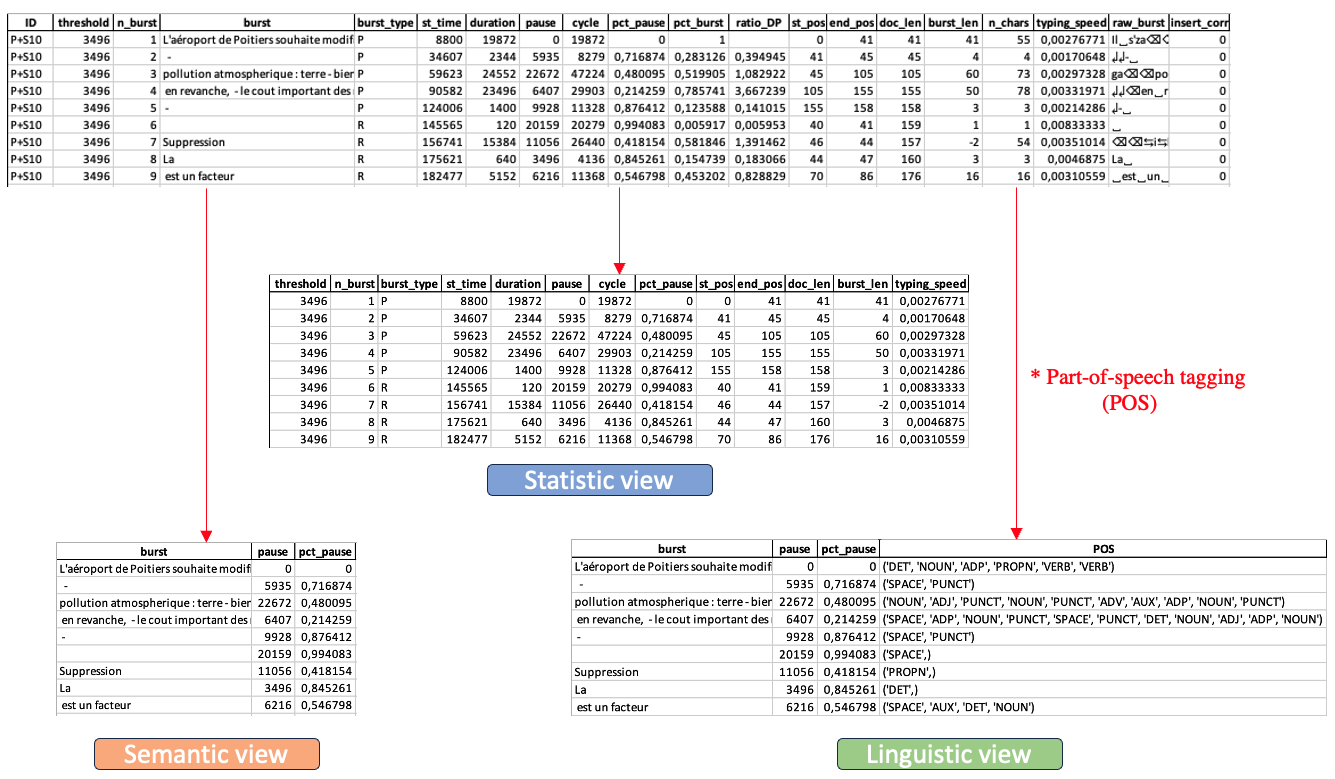 ID threshold n_burst burst burst_type st_time duration pause cycle pct_pause pct_burst ratio_DP st_pos end_pos doc_len burst_len n_chars typing_speed raw_burst insert_corr
P+S10 3496 1 L'aéroport de Poitiers souhaite modif P 8800 19872 0 19872 0 1 0 41 41 41 55 0,00276771 Il␣s'za⌫ 0
P+S10 3496 2 - P 34607 2344 5935 8279 0,716874 0,283126 0,394945 41 45 45 4 4 0,00170648 ↲↲-␣ 0
P+S10 3496 3 pollution atmospherique : terre - bier P 59623 24552 22672 47224 0,480095 0,519905 1,082922 45 105 105 60 73 0,00297328 ga⌫⌫po 0
P+S10 3496 4 en revanche, - le cout important des P 90582 23496 6407 29903 0,214259 0,785741 3,667239 105 155 155 50 78 0,00331971 ↲↲⌫en␣r 0
P+S10 3496 5 - P 124006 1400 9928 11328 0,876412 0,123588 0,141015 155 158 158 3 3 0,00214286 ↲-␣ 0
P+S10 3496 6 R 145565 120 20159 20279 0,994083 0,005917 0,005953 40 41 159 1 1 0,00833333 ␣ 0
P+S10 3496 7 Suppression R 156741 15384 11056 26440 0,418154 0,581846 1,391462 46 44 157 -2 54 0,00351014 ⌫⌫⇆i⇆ 0
P+S10 3496 8 La R 175621 640 3496 4136 0,845261 0,154739 0,183066 44 47 160 3 3 0,0046875 La␣ 0
P+S10 3496 9 est un facteur R 182477 5152 6216 11368 0,546798 0,453202 0,828829 70 86 176 16 16 0,00310559 ␣est␣un␣ 0
threshold n_burst burst_type st_time duration pause cycle pct_pause st_pos end_pos doc_len burst_len typing_speed
3496 1 P 8800 19872 0 19872 0 0 41 41 41 0,00276771
3496 2 P 34607 2344 5935 8279 0,716874 41 45 45 4 0,00170648
3496 3 P 59623 24552 22672 47224 0,480095 45 105 105 60 0,00297328
3496 4 P 90582 23496 6407 29903 0,214259 105 155 155 50 0,00331971
3496 5 P 124006 1400 9928 11328 0,876412 155 158 158 3 0,00214286
3496 6 R 145565 120 20159 20279 0,994083 40 41 159 1 0,00833333
3496 7 R 156741 15384 11056 26440 0,418154 46 44 157 -2 0,00351014
3496 8 R 175621 640 3496 4136 0,845261 44 47 160 3 0,0046875
3496 9 R 182477 5152 6216 11368 0,546798 70 86 176 16 0,00310559
* Part-of-speech tagging
(POS)
Statistic view
burst pause pct_pause
L'aéroport de Poitiers souhaite modif 0 0
- 5935 0,716874
pollution atmospherique : terre - bier 22672 0,480095
en revanche, - le cout important des 6407 0,214259
- 9928 0,876412
20159 0,994083
Suppression 11056 0,418154
La 3496 0,845261
est un facteur 6216 0,546798
Semantic view
burst pause pct_pause POS
L'aéroport de Poitiers souhaite modif 0 0 ('DET', 'NOUN', 'ADP', 'PROPN', 'VERB', 'VERB')
- 5935 0,716874 ('SPACE', 'PUNCT')
pollution atmospherique : terre - bier 22672 0,480095 ('NOUN', 'ADJ', 'PUNCT', 'NOUN', 'PUNCT', 'ADV', 'AUX', 'ADP', 'NOUN', 'PUNCT')
en revanche, - le cout important des 6407 0,214259 ('SPACE', 'ADP', 'NOUN', 'PUNCT', 'SPACE', 'PUNCT', 'DET', 'NOUN', 'ADJ', 'ADP', 'NOUN')
- 9928 0,876412 ('SPACE', 'PUNCT')
20159 0,994083 ('SPACE',)
Suppression 11056 0,418154 ('PROPN',)
La 3496 0,845261 ('DET',)
est un facteur 6216 0,546798 ('SPACE', 'AUX', 'DET', 'NOUN')
Linguistic view